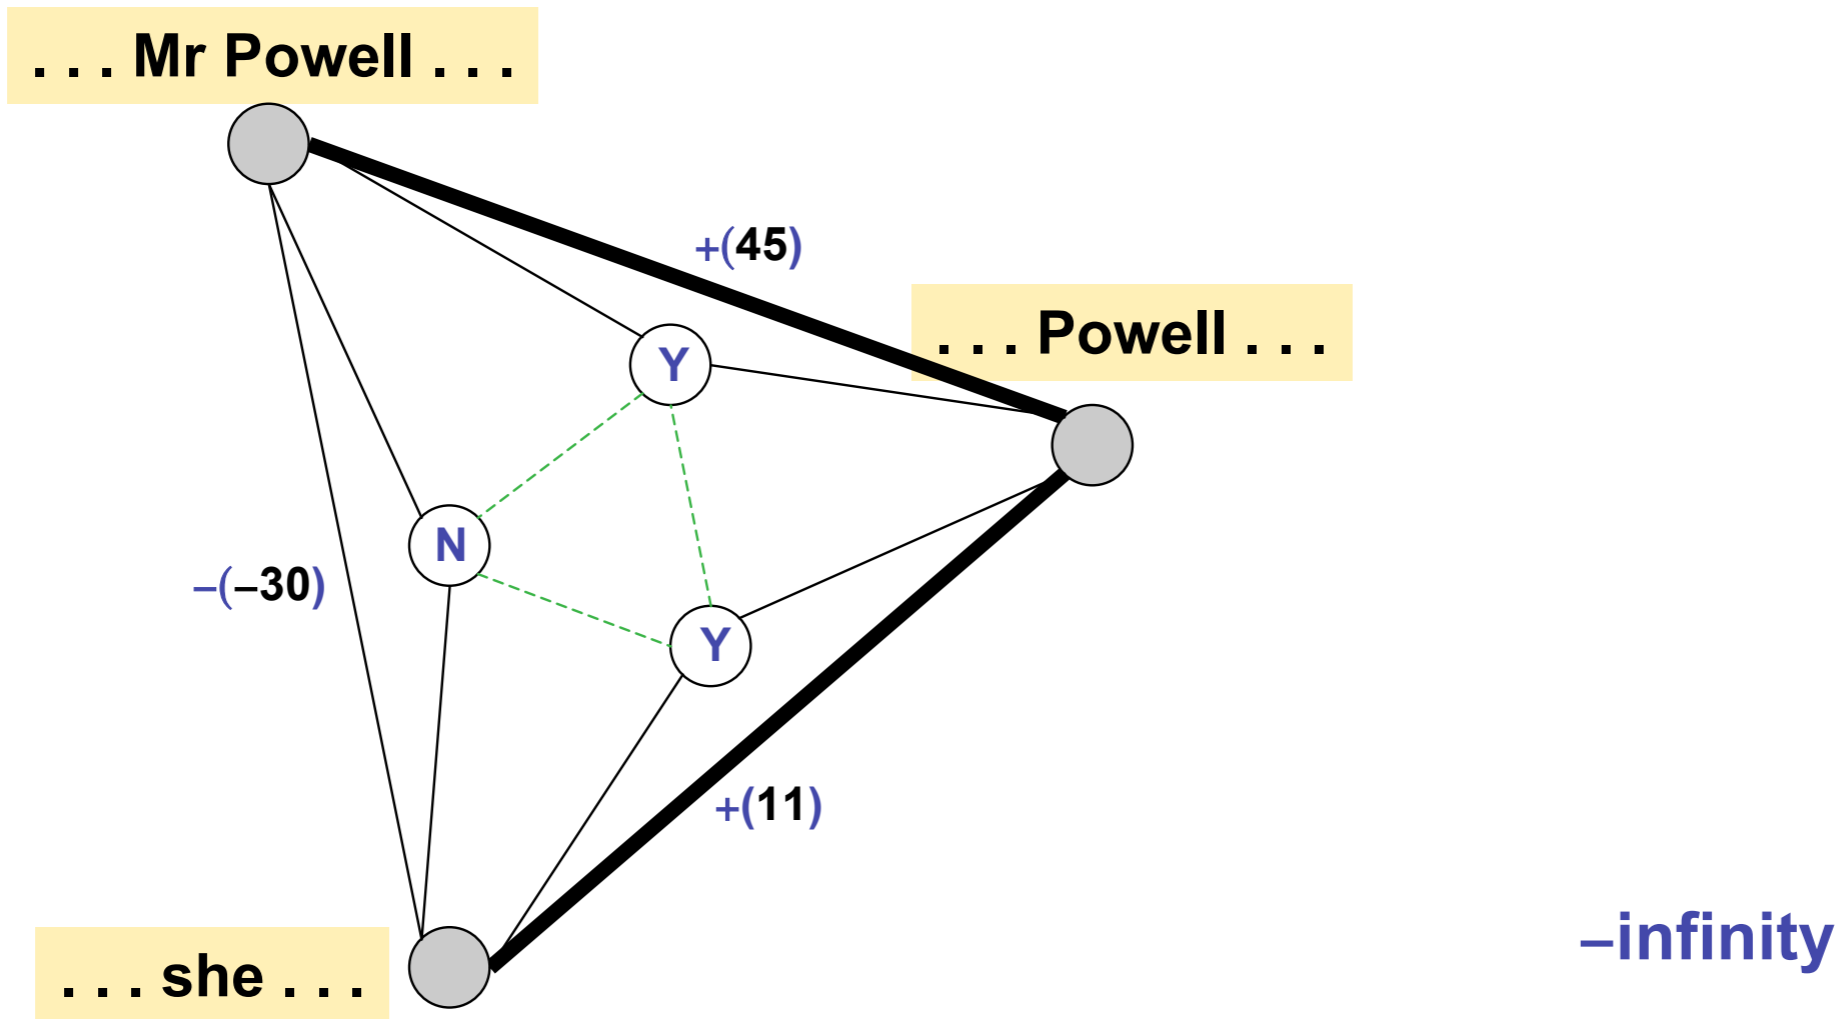 . . . Mr Powell . . .
+(45)
. . . Powell . . .
Y
N
–(–30)
Y
+(11)
–infinity
. . . she . . .